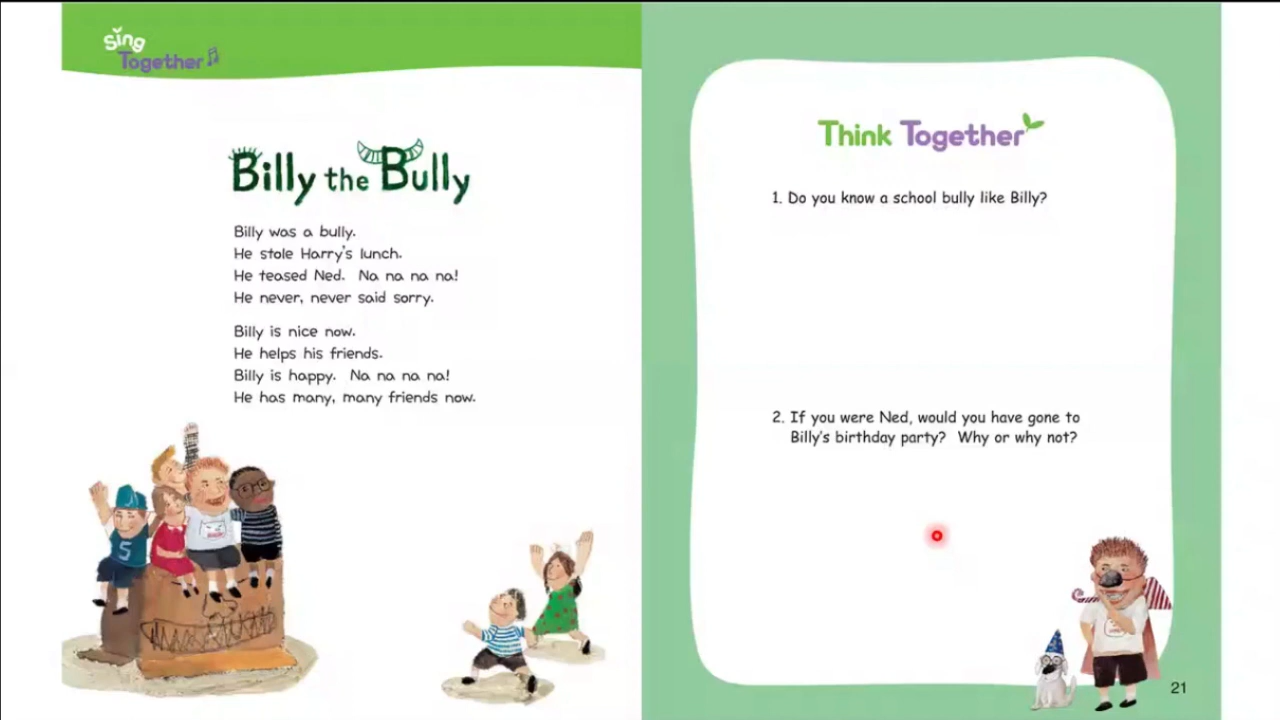 Sing
Together
Billy the Bully
Billy was a bully.
He stole Harry's lunch.
He teased Ned. Na na na na!
He never, never said sorry.
Billy is nice now.
He helps his friends.
Billy is happy. Na na na na!
He has many, many friends now.
5
Think Together
1. Do you know a school bully like Billy?
2. If you were Ned, would you have gone to
Billy's birthday party? Why or why not?
21